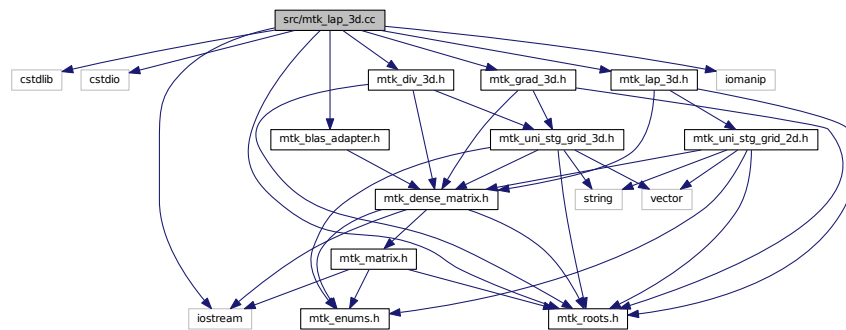 src/mtk_lap_3d.cc
cstdlib
cstdio
mtk_div_3d.h
mtk_grad_3d.h
mtk_lap_3d.h
iomanip
mtk_blas_adapter.h
mtk_uni_stg_grid_3d.h
mtk_uni_stg_grid_2d.h
mtk_dense_matrix.h
string
vector
mtk_matrix.h
iostream
mtk_enums.h
mtk_roots.h